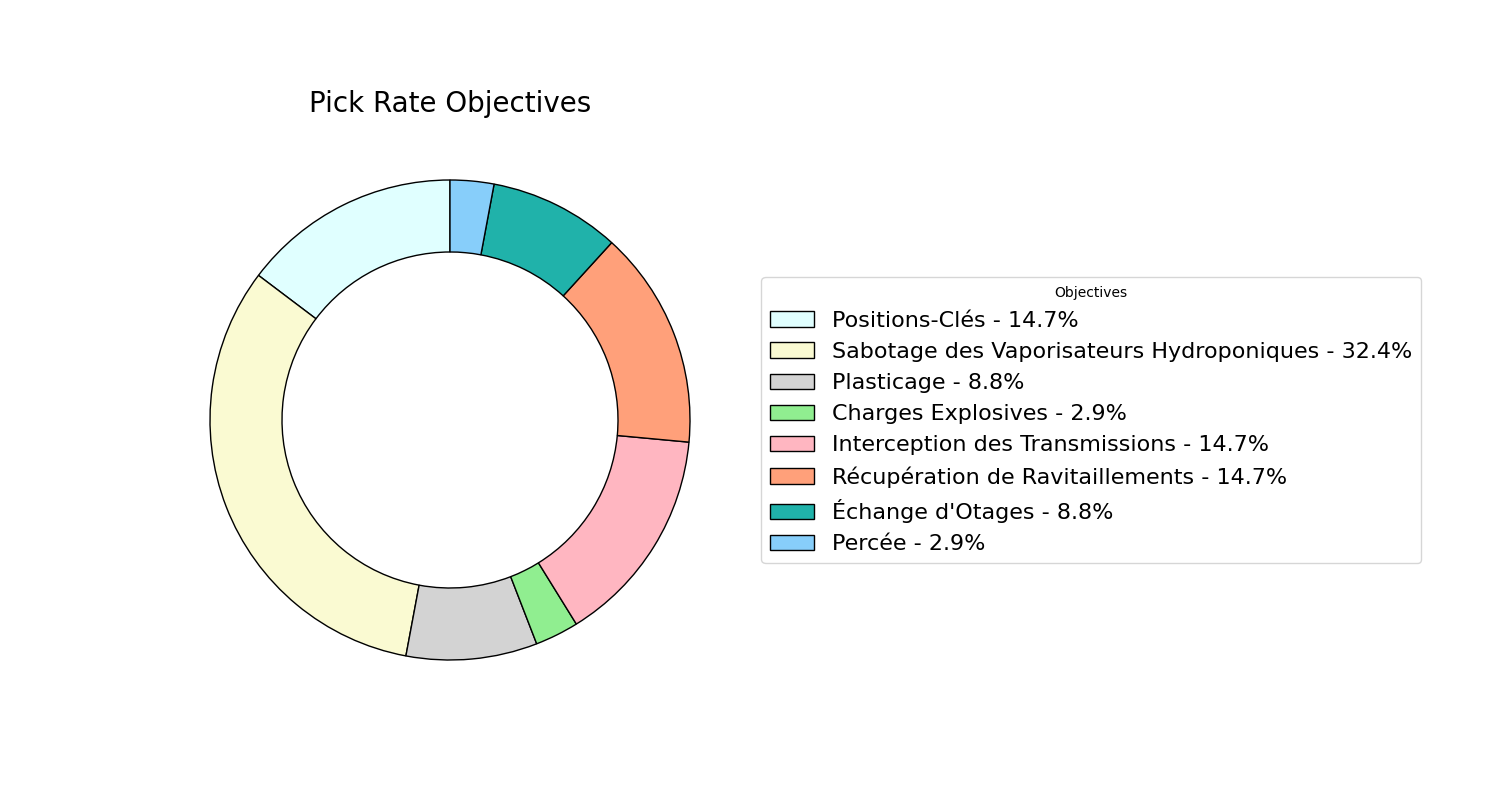 Pick Rate Objectives
Objectives
Positions-Clés - 14.7%
Sabotage des Vaporisateurs Hydroponiques - 32.4%
Plasticage - 8.8%
Charges Explosives - 2.9%
Interception des Transmissions - 14.7%
Récupération de Ravitaillements - 14.7%
Échange d'Otages - 8.8%
Percée - 2.9%